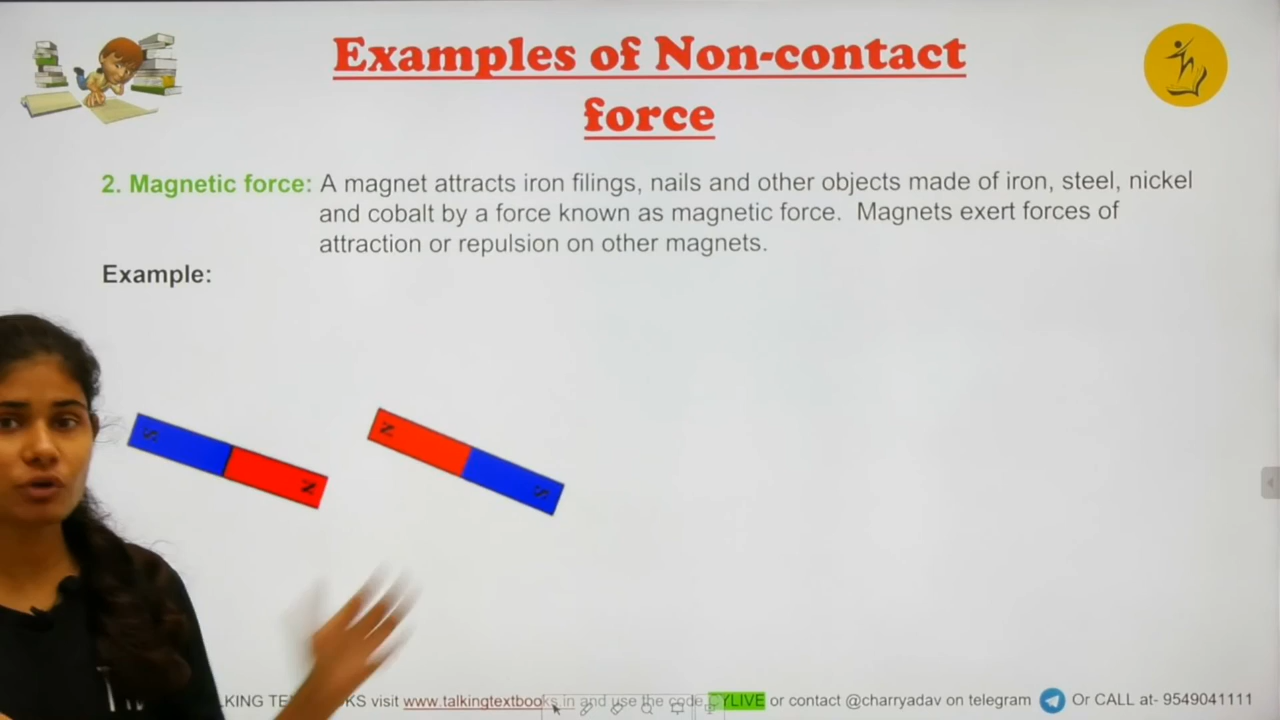 Examples of Non-contact
force
2. Magnetic force: A magnet attracts iron filings, nails and other objects made of iron, steel, nickel
and cobalt by a force known as magnetic force. Magnets exert forces of
attraction or repulsion on other magnets.
Example:
S N
N S
visit www.talkingtextbooks.in and use the code YLIVE or contact @charryadav on telegram Or CALL at- 9549041111